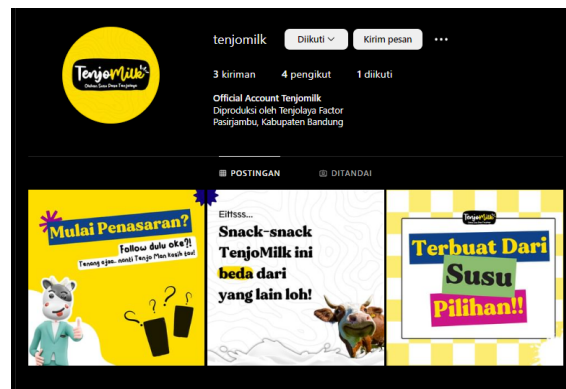 TenjoMilk
Olahan Susu Desa Tenjolaya
tenjomilk
Diikuti
Kirim pesan
3 kiriman
4 pengikut
1 diikuti
Official Account Tenjomilk
Diproduksi oleh Tenjolaya Factor
Pasirjambu, Kabupaten Bandung
POSTINGAN
DITANDAI
Mulai Penasaran?
Follow dulu oke?!
Tenang ajaa.. nanti Tenjo Man kasih tau!
? ? ?
Eittsss...
Snack-snack
TenjoMilk ini
beda dari
yang lain loh!
TenjoMilk
Terbuat Dari
Susu
Pilihan!!